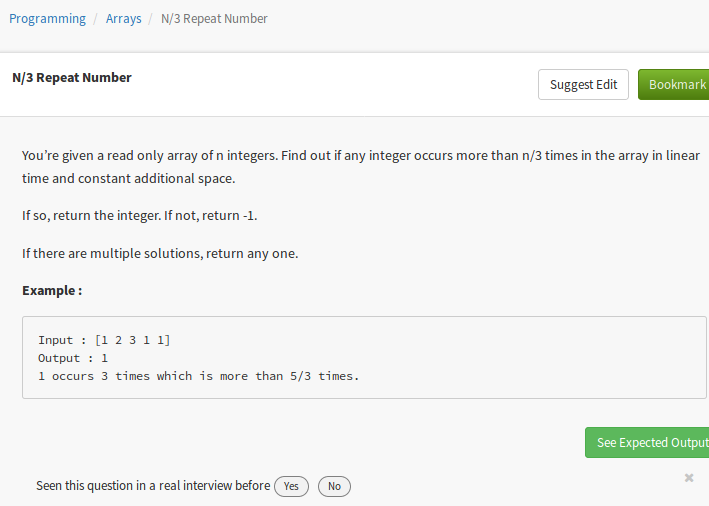 Programming / Arrays / N/3 Repeat Number
N/3 Repeat Number
Suggest Edit
Bookmark
You're given a read only array of n integers. Find out if any integer occurs more than n/3 times in the array in linear
time and constant additional space.
If so, return the integer. If not, return -1.
If there are multiple solutions, return any one.
Example :
Input : [1 2 3 1 1]
Output : 1
1 occurs 3 times which is more than 5/3 times.
See Expected Output
Seen this question in a real interview before Yes No